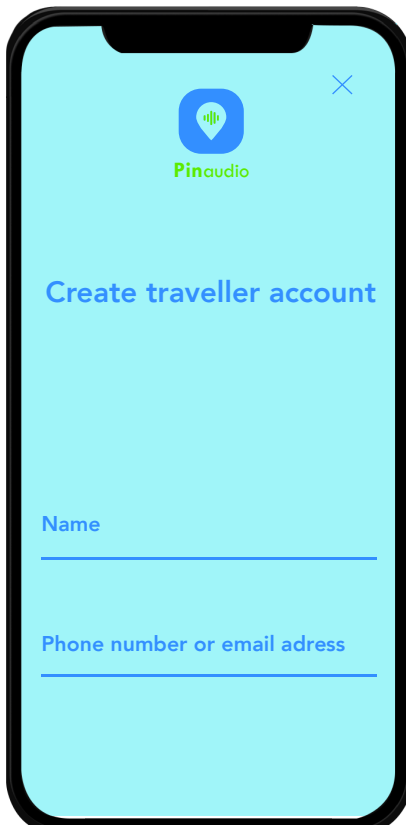 Pinaudio
Create traveller account
Name
Phone number or email adress